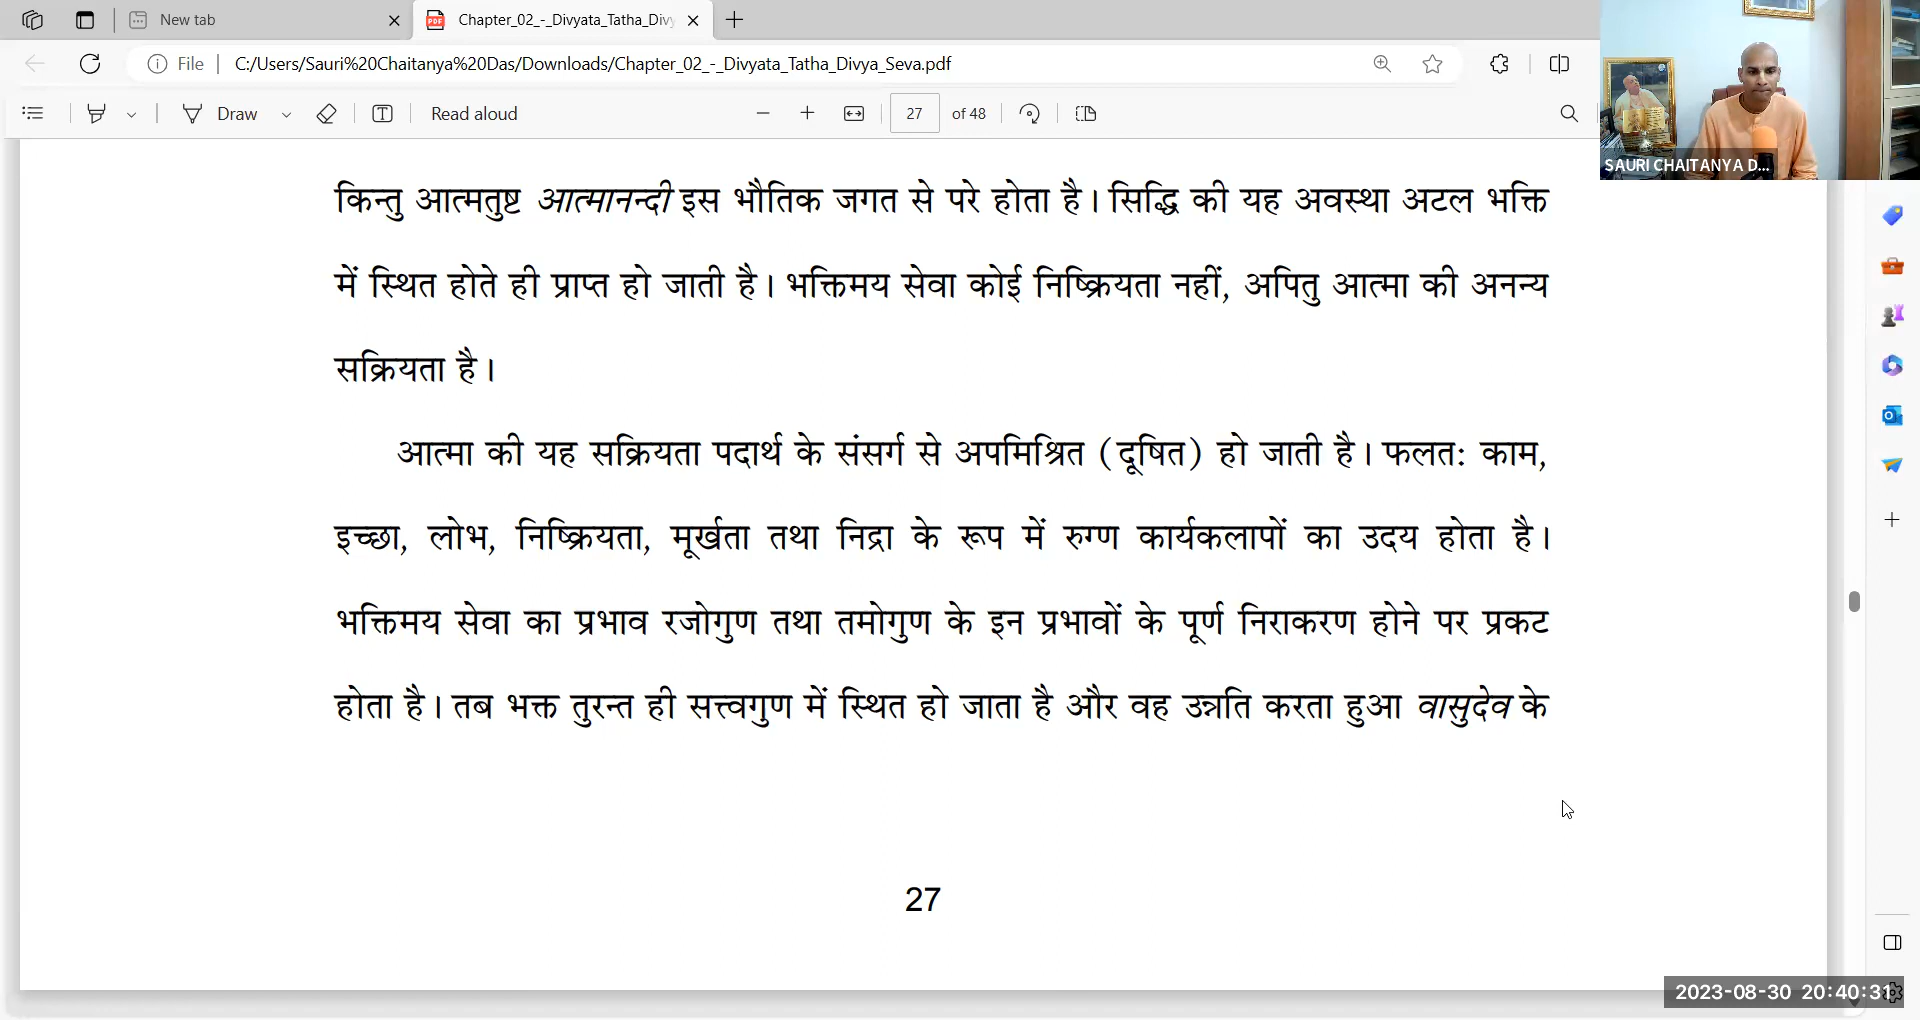 New tab
Chapter_02_-_Divyata_Tatha_Div
File
C:/Users/Sauri%20Chaitanya%20Das/Downloads/Chapter_02_-_Divyata_Tatha_Divya_Seva.pdf
Draw
Read aloud
27 of 48
SAURI CHAITANYA D...
किन्तु आत्मतुष्ट आत्मानन्दी इस भौतिक जगत से परे होता है। सिद्धि की यह अवस्था अटल भक्ति
में स्थित होते ही प्राप्त हो जाती है। भक्तिमय सेवा कोई निष्क्रियता नहीं, अपितु आत्मा की अनन्य
सक्रियता है।
आत्मा की यह सक्रियता पदार्थ के संसर्ग से अपमिश्रित (दूषित) हो जाती है। फलतः काम,
इच्छा, लोभ, निष्क्रियता, मूर्खता तथा निद्रा के रूप में रुग्ण कार्यकलापों का उदय होता है।
भक्तिमय सेवा का प्रभाव रजोगुण तथा तमोगुण के इन प्रभावों के पूर्ण निराकरण होने पर प्रकट
होता है। तब भक्त तुरन्त ही सत्त्वगुण में स्थित हो जाता है और वह उन्नति करता हुआ वासुदेव के
27
2023-08-30 20:40:31